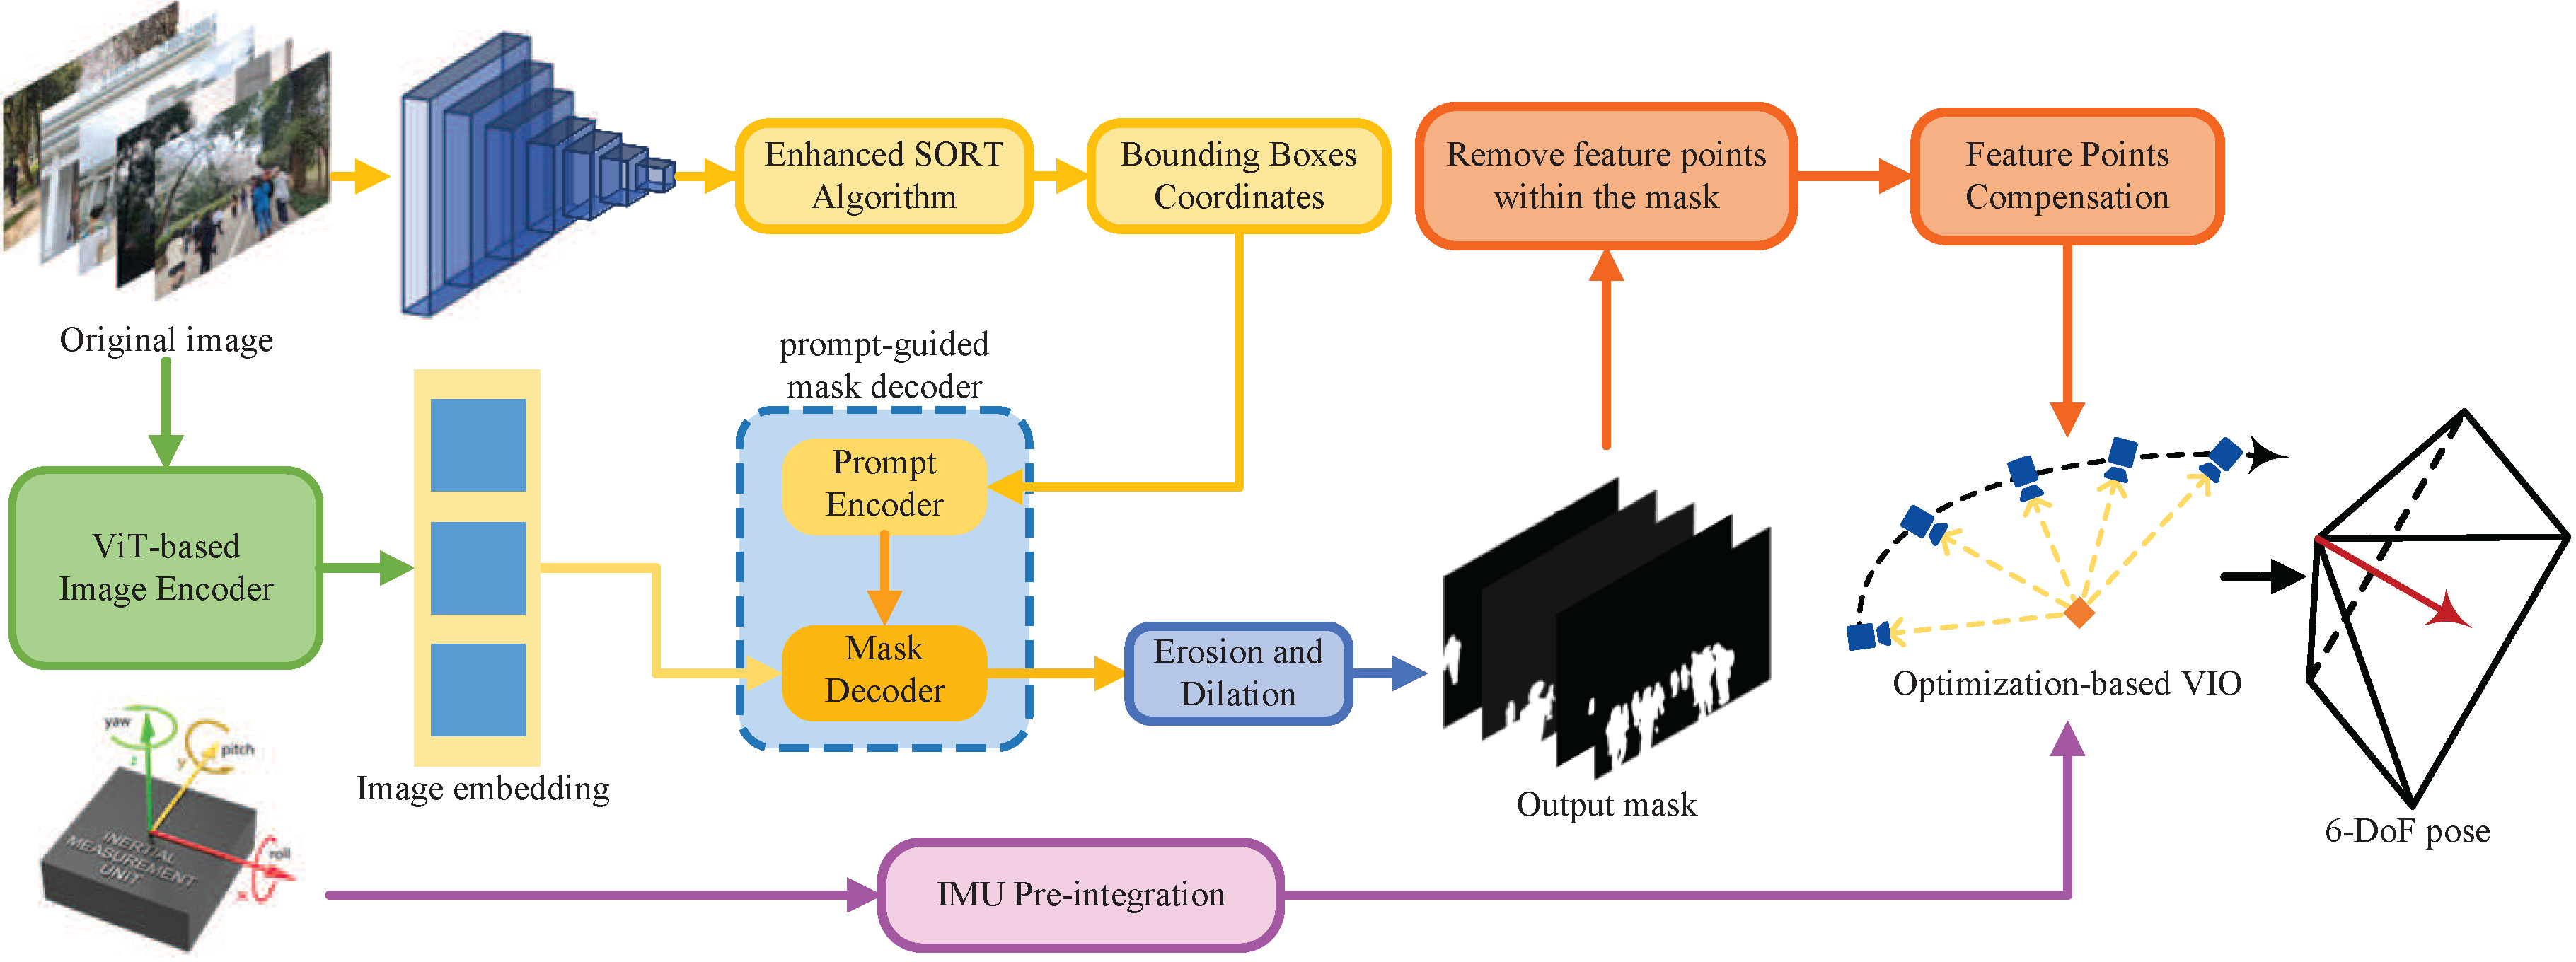 Original image
Enhanced SORT
Algorithm
Bounding Boxes
Coordinates
Remove feature points
within the mask
Feature Points
Compensation
prompt-guided
mask decoder
Prompt
Encoder
Mask
Decoder
ViT-based
Image Encoder
Image embedding
Erosion and
Dilation
Output mask
Optimization-based VIO
6-DoF pose
yaw
z
pitch
y
roll
x
INERTIAL
MEASUREMENT
UNIT
IMU Pre-integration